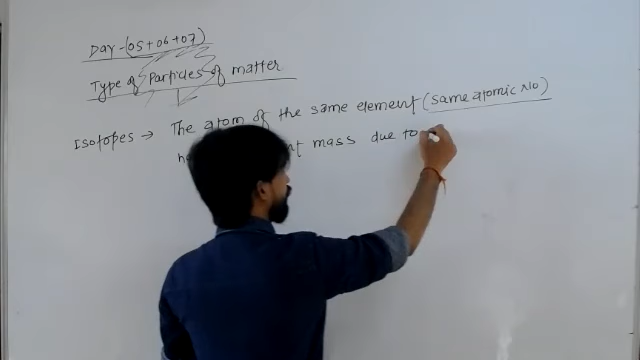 Day-(05+06+07)
Type of Particles of matter
Isotopes → The atom of the same element (same atomic No)
mass due to